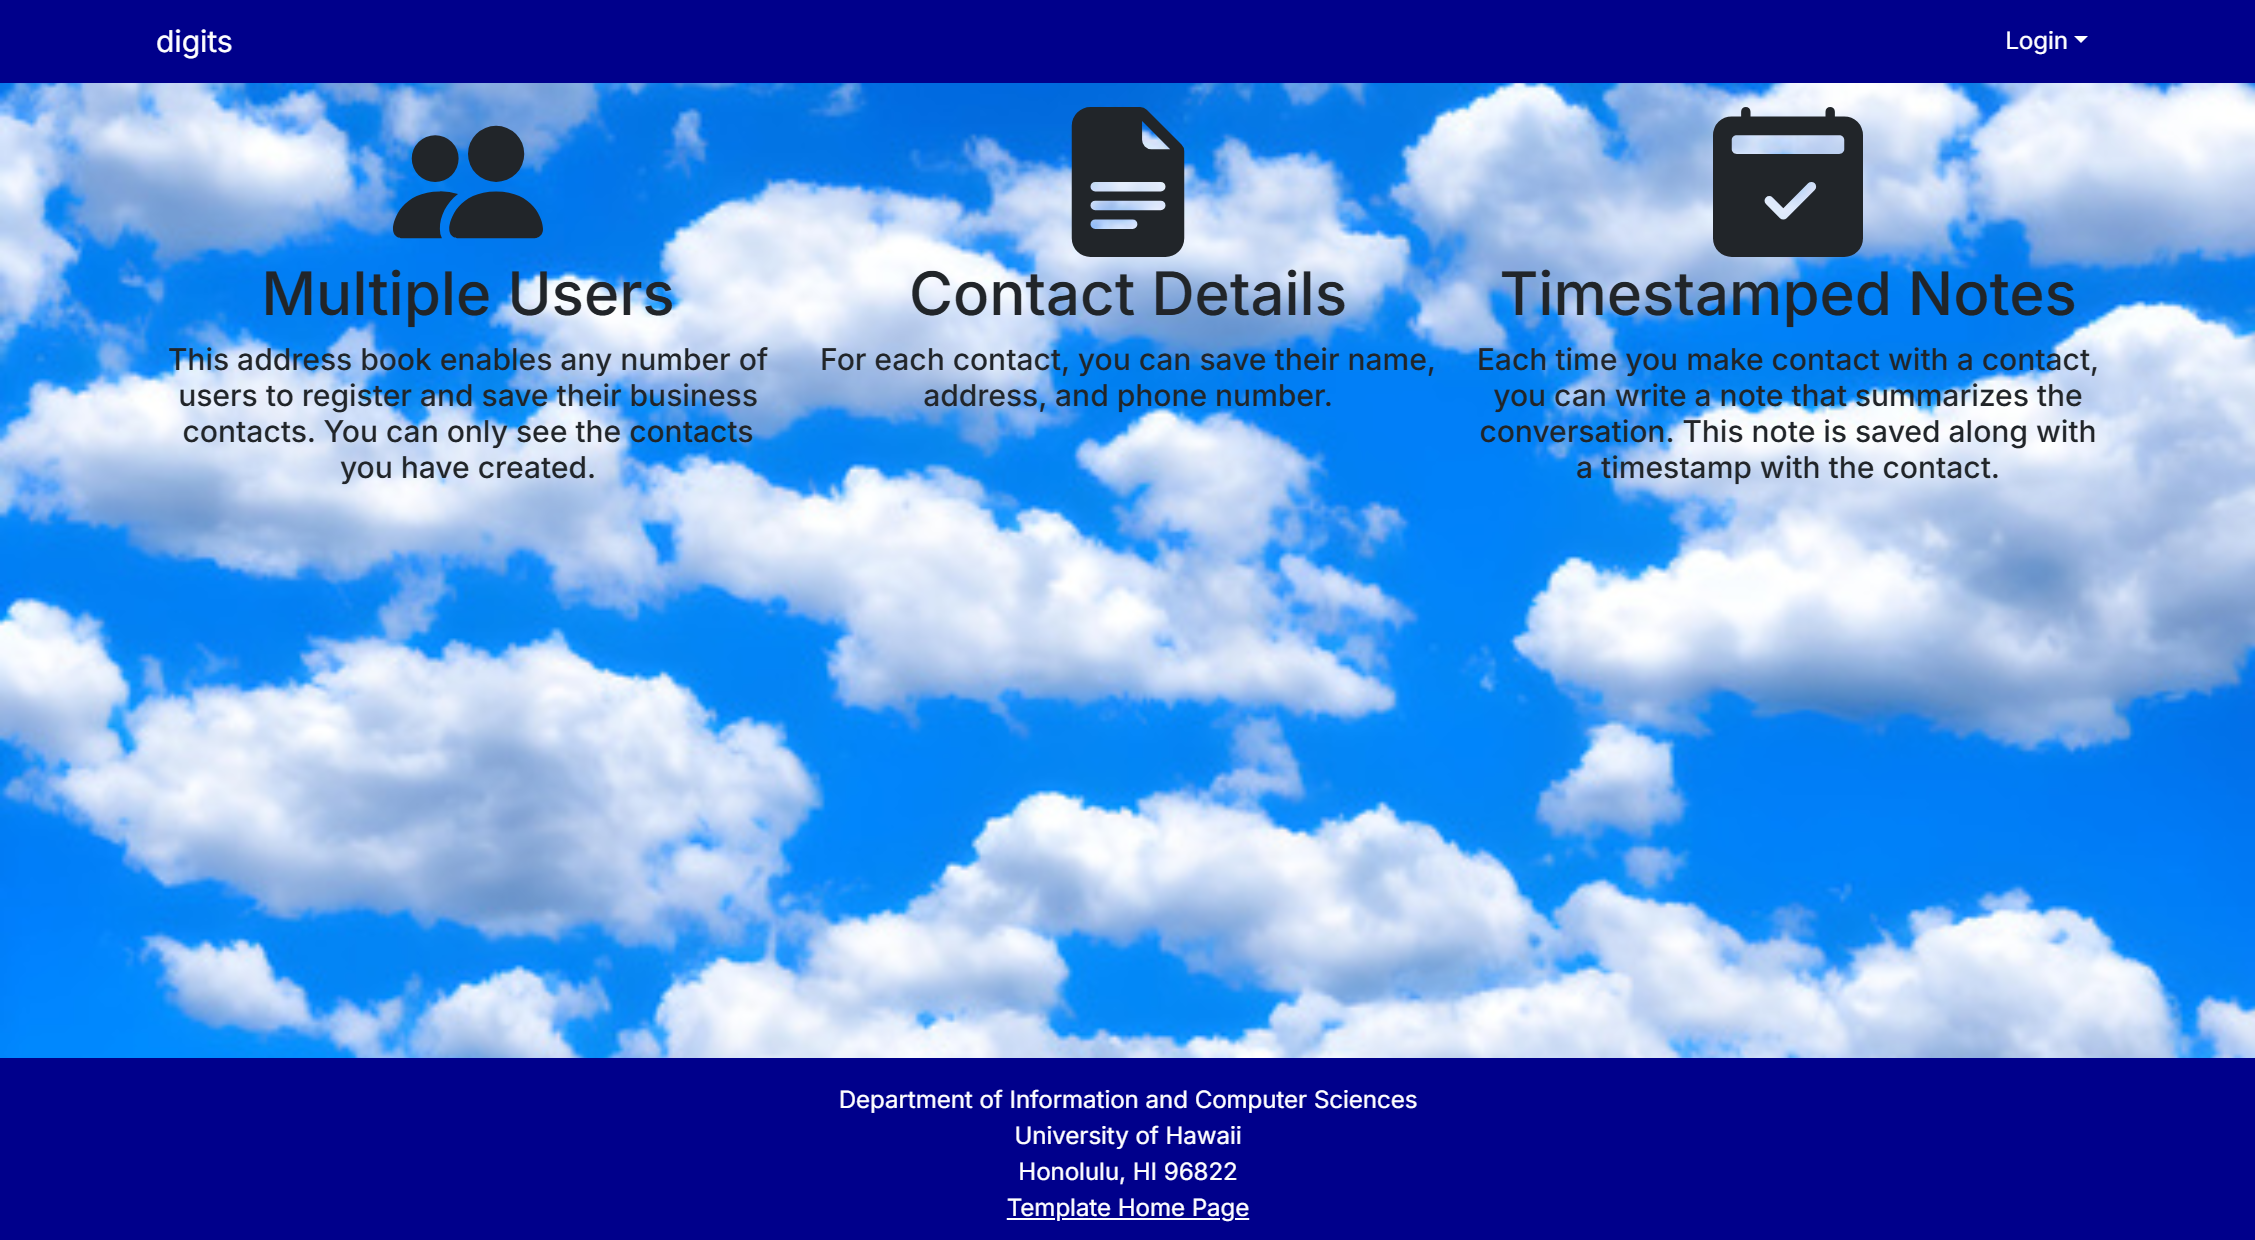 digits
Login
Multiple Users
This address book enables any number of
users to register and save their business
contacts. You can only see the contacts
you have created.
Contact Details
For each contact, you can save their name,
address, and phone number.
Timestamped Notes
Each time you make contact with a contact,
you can write a note that summarizes the
conversation. This note is saved along with
a timestamp with the contact.
Department of Information and Computer Sciences
University of Hawaii
Honolulu, HI 96822
Template Home Page